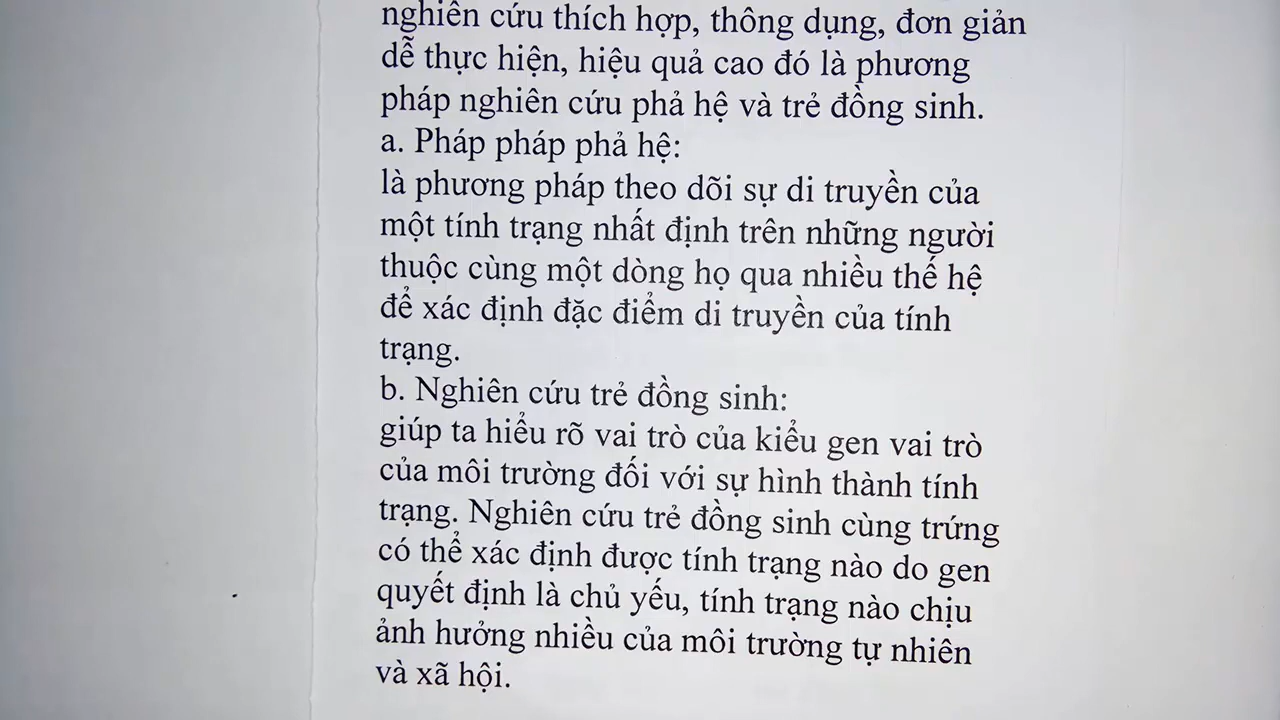 nghiên cứu thích hợp, thông dụng, đơn giản
dễ thực hiện, hiệu quả cao đó là phương
pháp nghiên cứu phả hệ và trẻ đồng sinh.
a. Pháp pháp phả hệ:
là phương pháp theo dõi sự di truyền của
một tính trạng nhất định trên những người
thuộc cùng một dòng họ qua nhiều thế hệ
để xác định đặc điểm di truyền của tính
trạng.
b. Nghiên cứu trẻ đồng sinh:
giúp ta hiểu rõ vai trò của kiểu gen vai trò
của môi trường đối với sự hình thành tính
trạng. Nghiên cứu trẻ đồng sinh cùng trứng
có thể xác định được tính trạng nào do gen
quyết định là chủ yếu, tính trạng nào chịu
ảnh hưởng nhiều của môi trường tự nhiên
và xã hội.